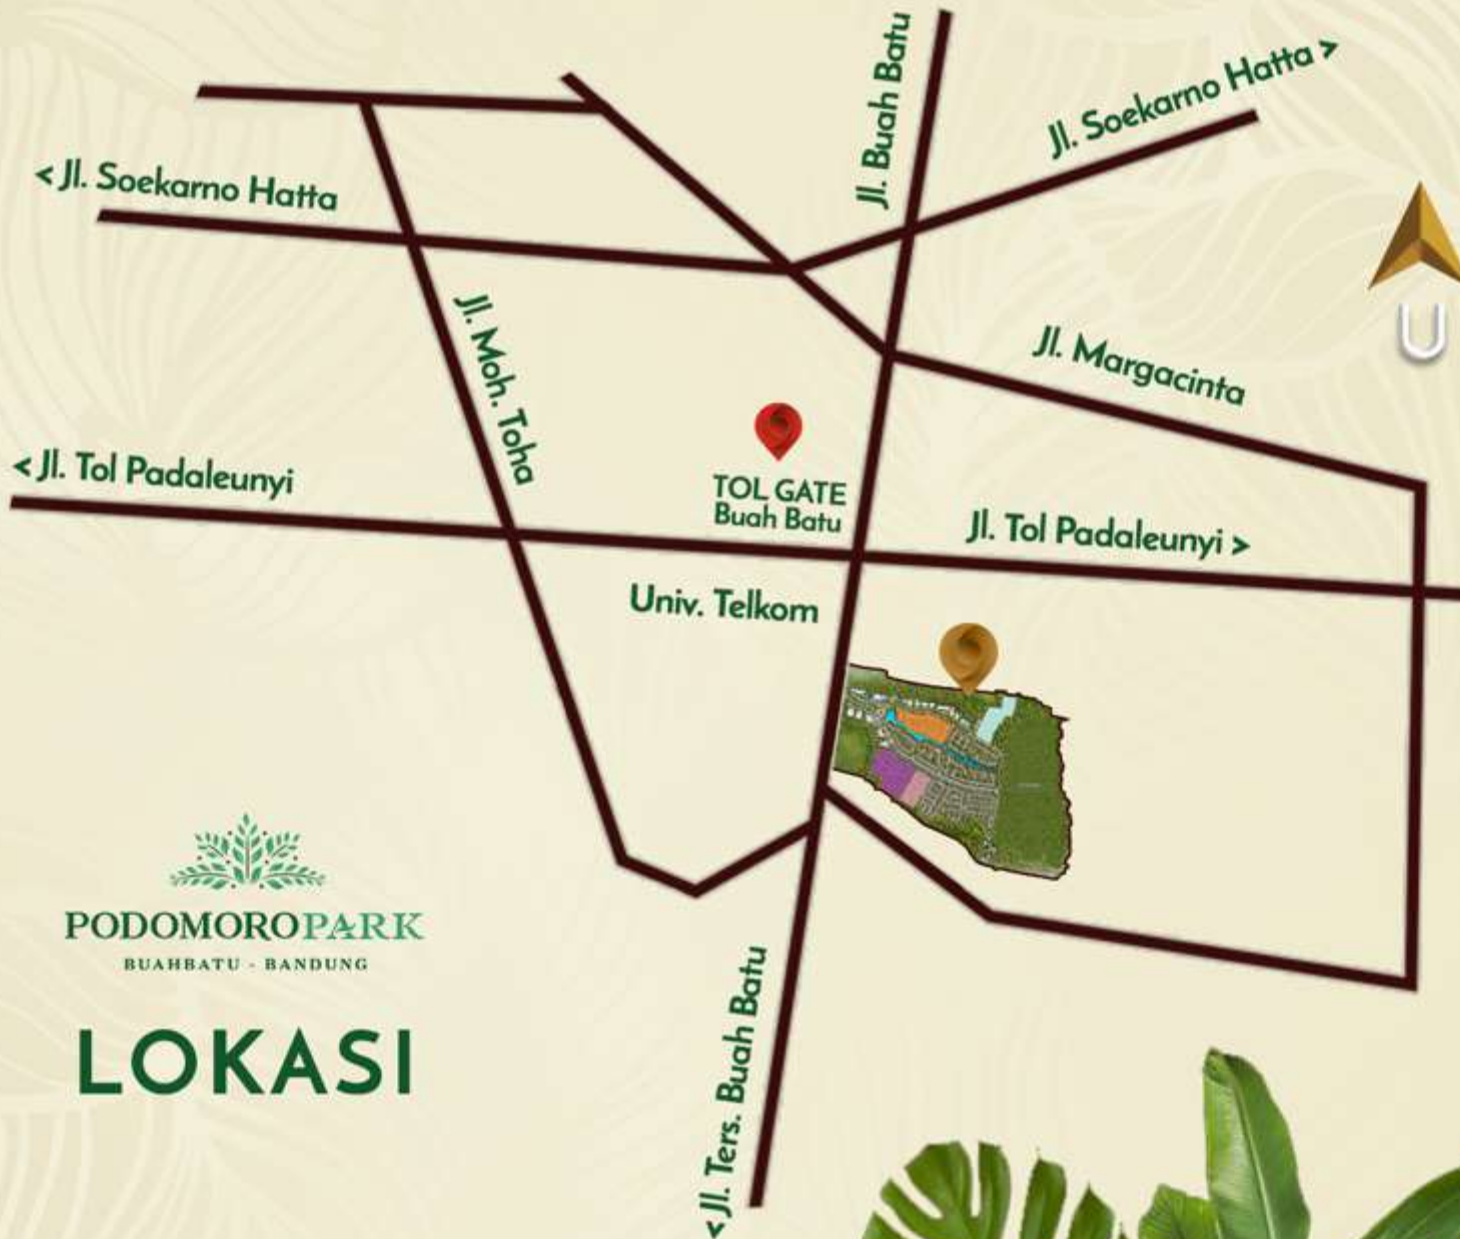 Jl. Buah Batu
Jl. Soekarno Hatta >
< Jl. Soekarno Hatta
U
Jl. Moh. Toha
Jl. Margacinta
< Jl. Tol Padaleunyi
TOL GATE
Buah Batu
Jl. Tol Padaleunyi >
Univ. Telkom
PODOMOROPARK
BUAHBATU - BANDUNG
LOKASI
< Jl. Ters. Buah Batu